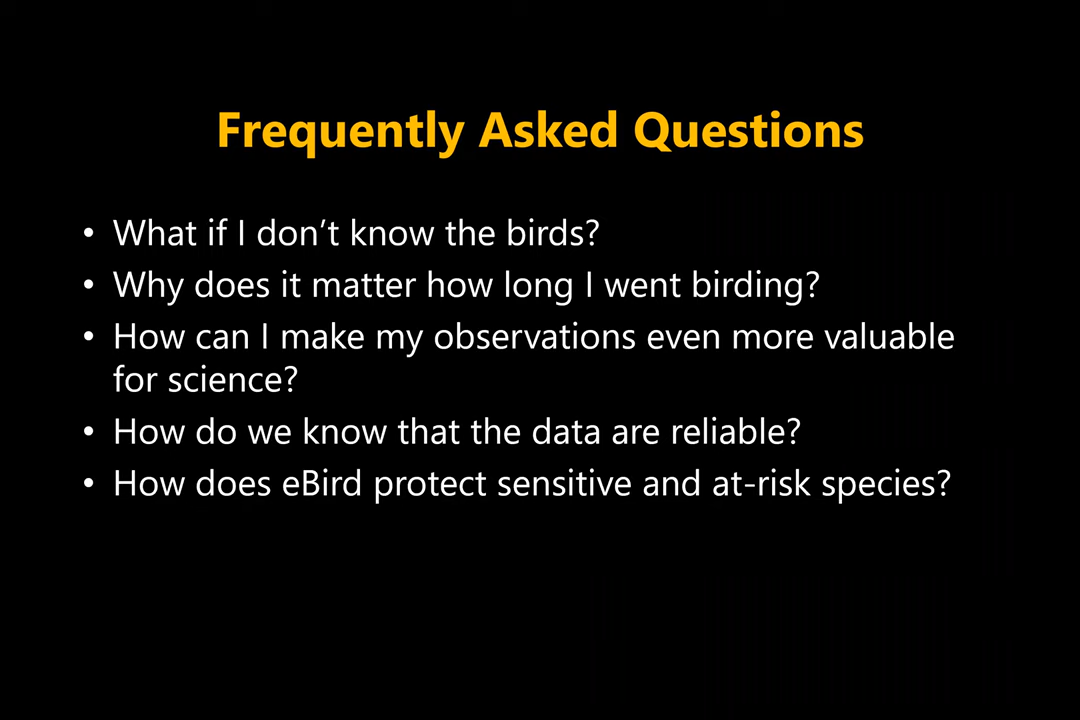 Frequently Asked Questions
• What if I don’t know the birds?
• Why does it matter how long I went birding?
• How can I make my observations even more valuable
for science?
• How do we know that the data are reliable?
• How does eBird protect sensitive and at-risk species?